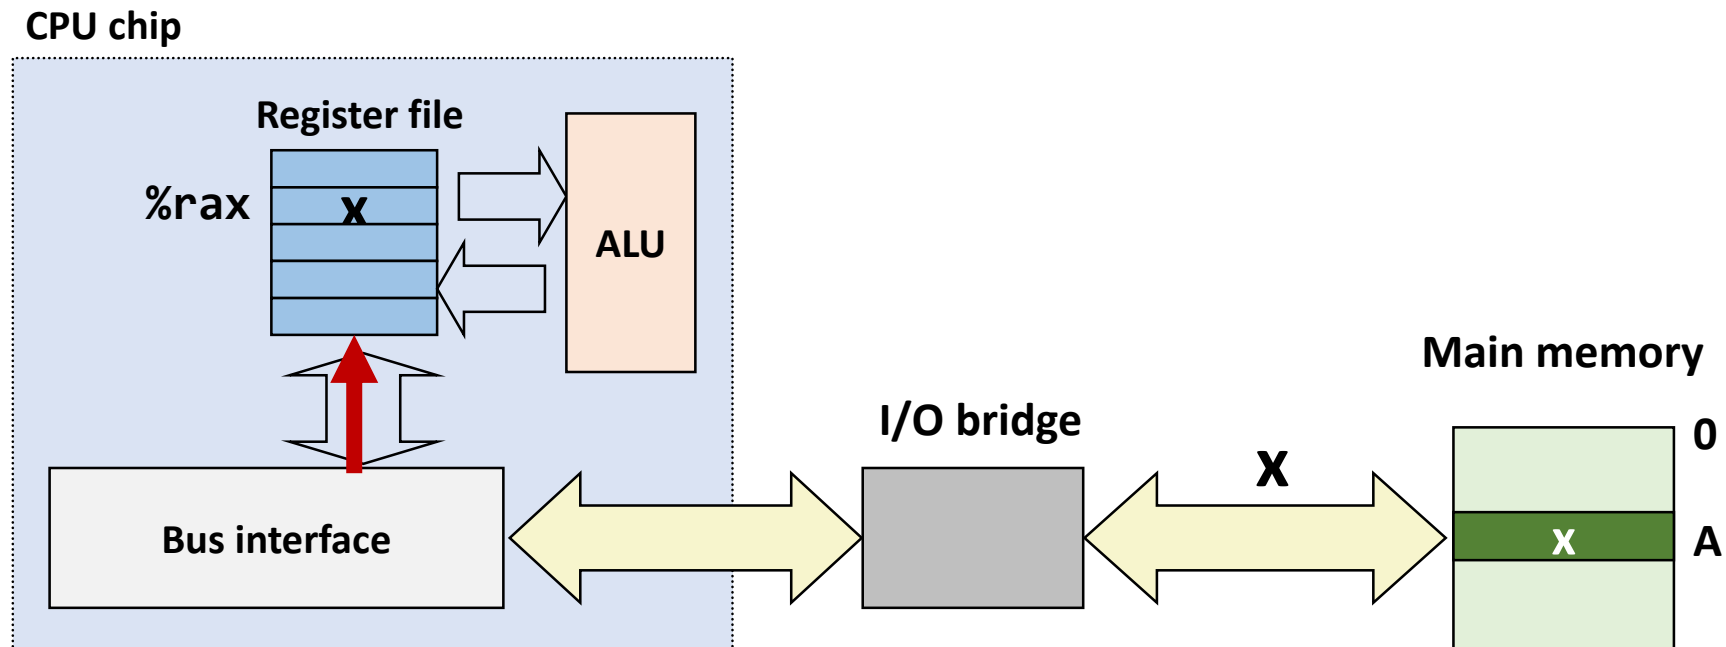 CPU chip
Register file
%rax
x
ALU
Main memory
I/O bridge
x
0
Bus interface
x
A